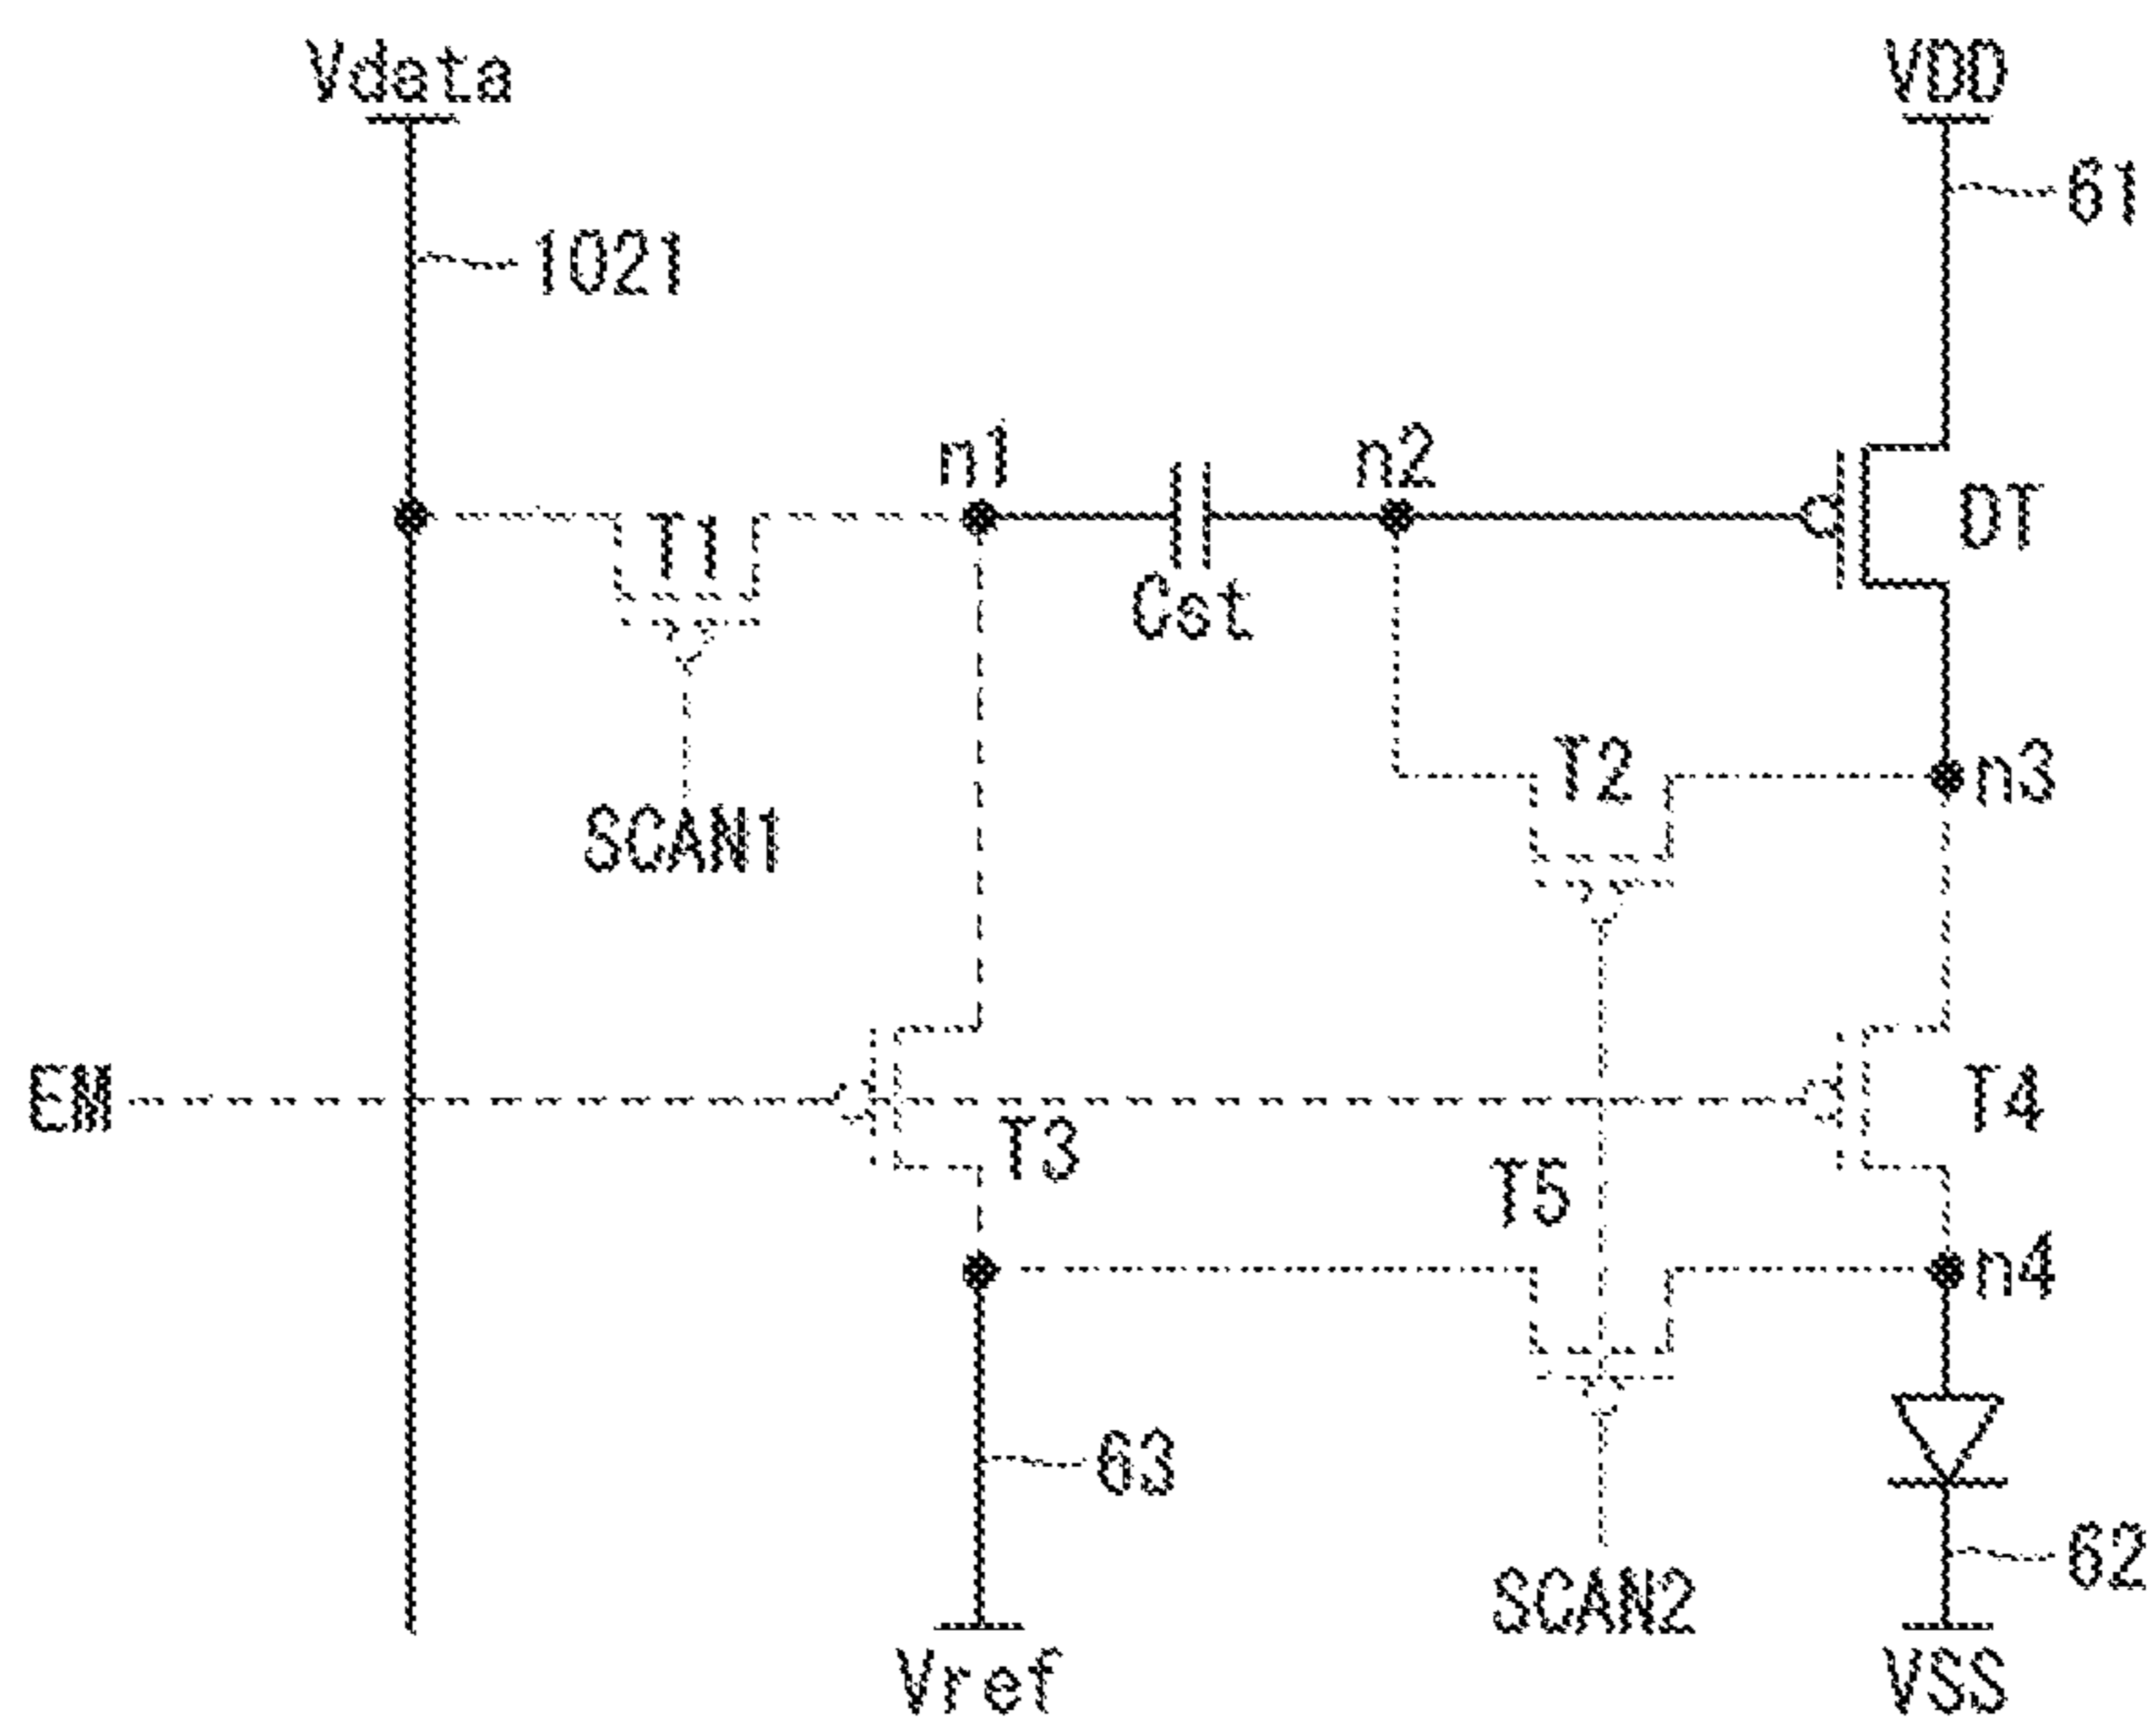 Vdata
VDD
61
1021
n1
n2
DT
T1
Cst
T2
n3
SCAN1
EM
T3
T4
T5
n4
63
62
SCAN2
Vref
VSS